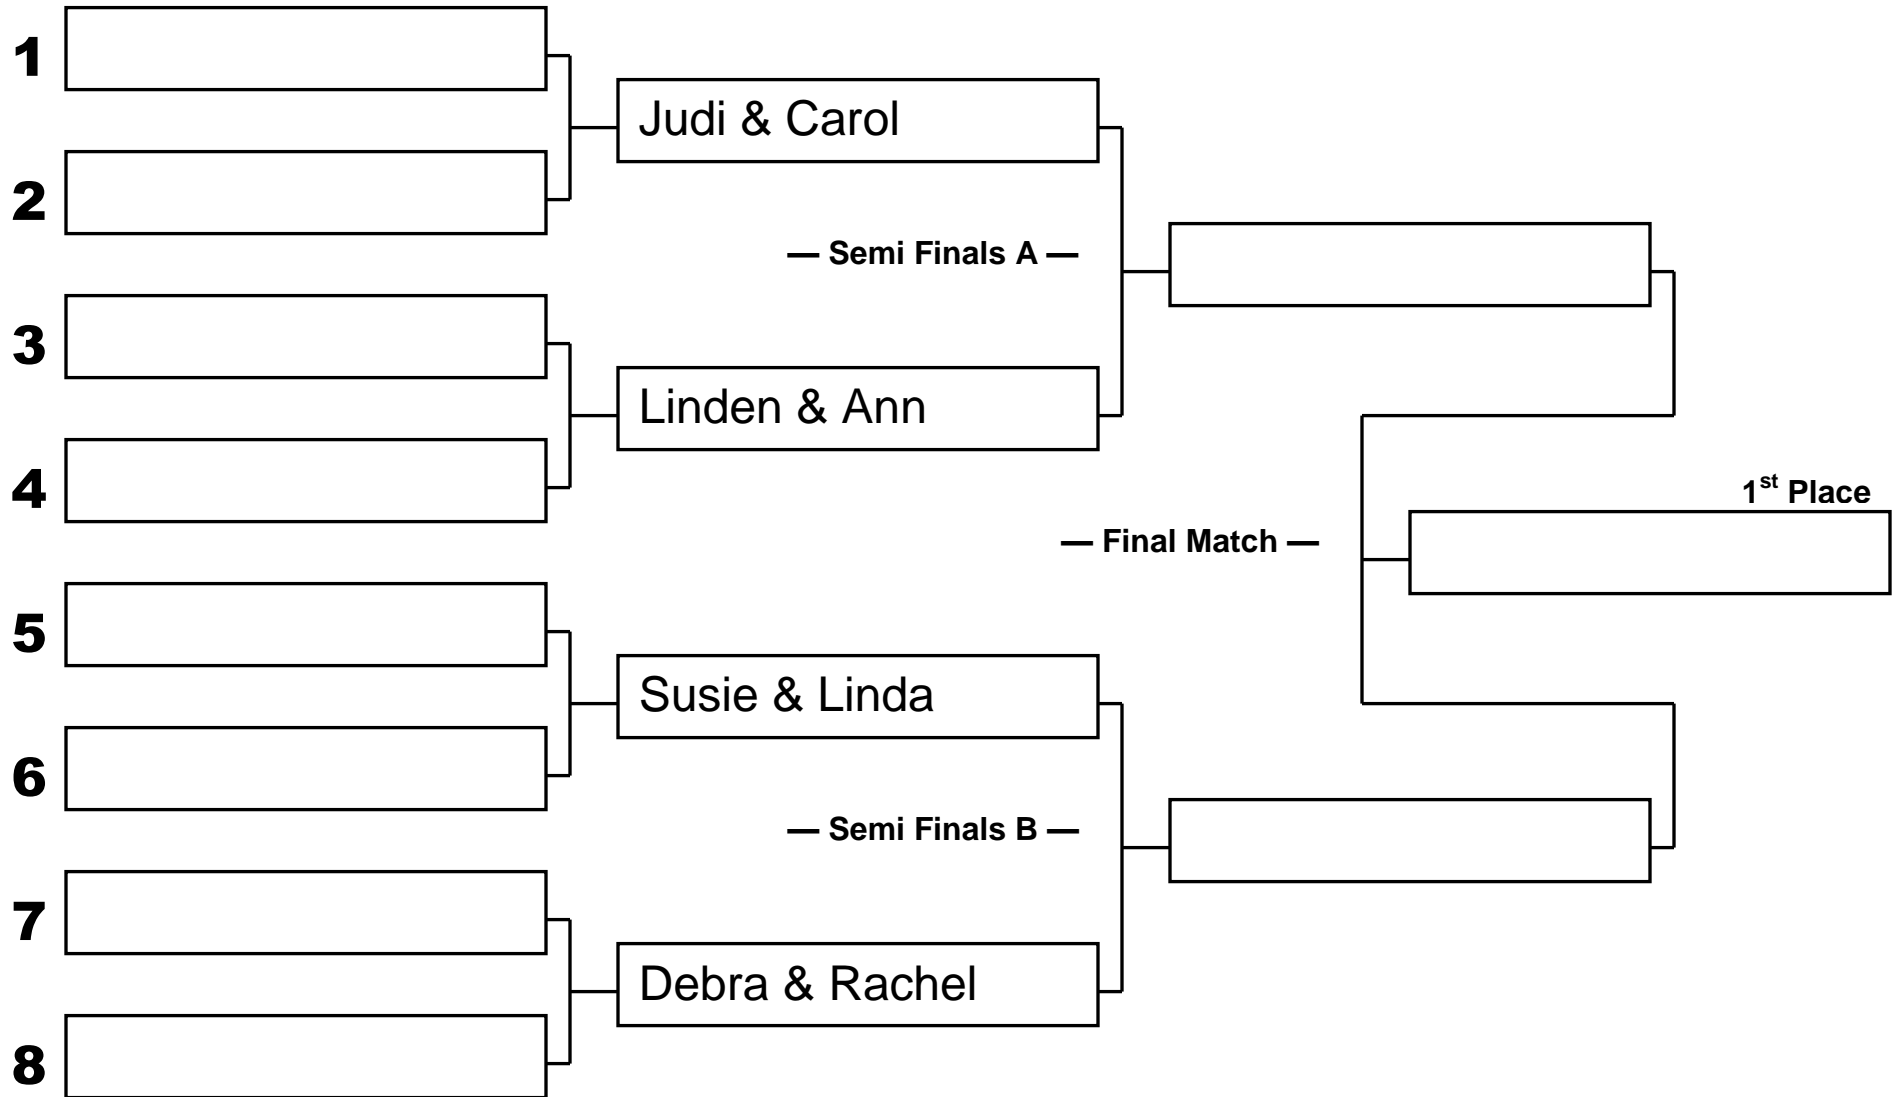 1
Judi & Carol
2
— Semi Finals A —
3
Linden & Ann
4
1st Place
— Final Match —
5
Susie & Linda
6
— Semi Finals B —
7
Debra & Rachel
8